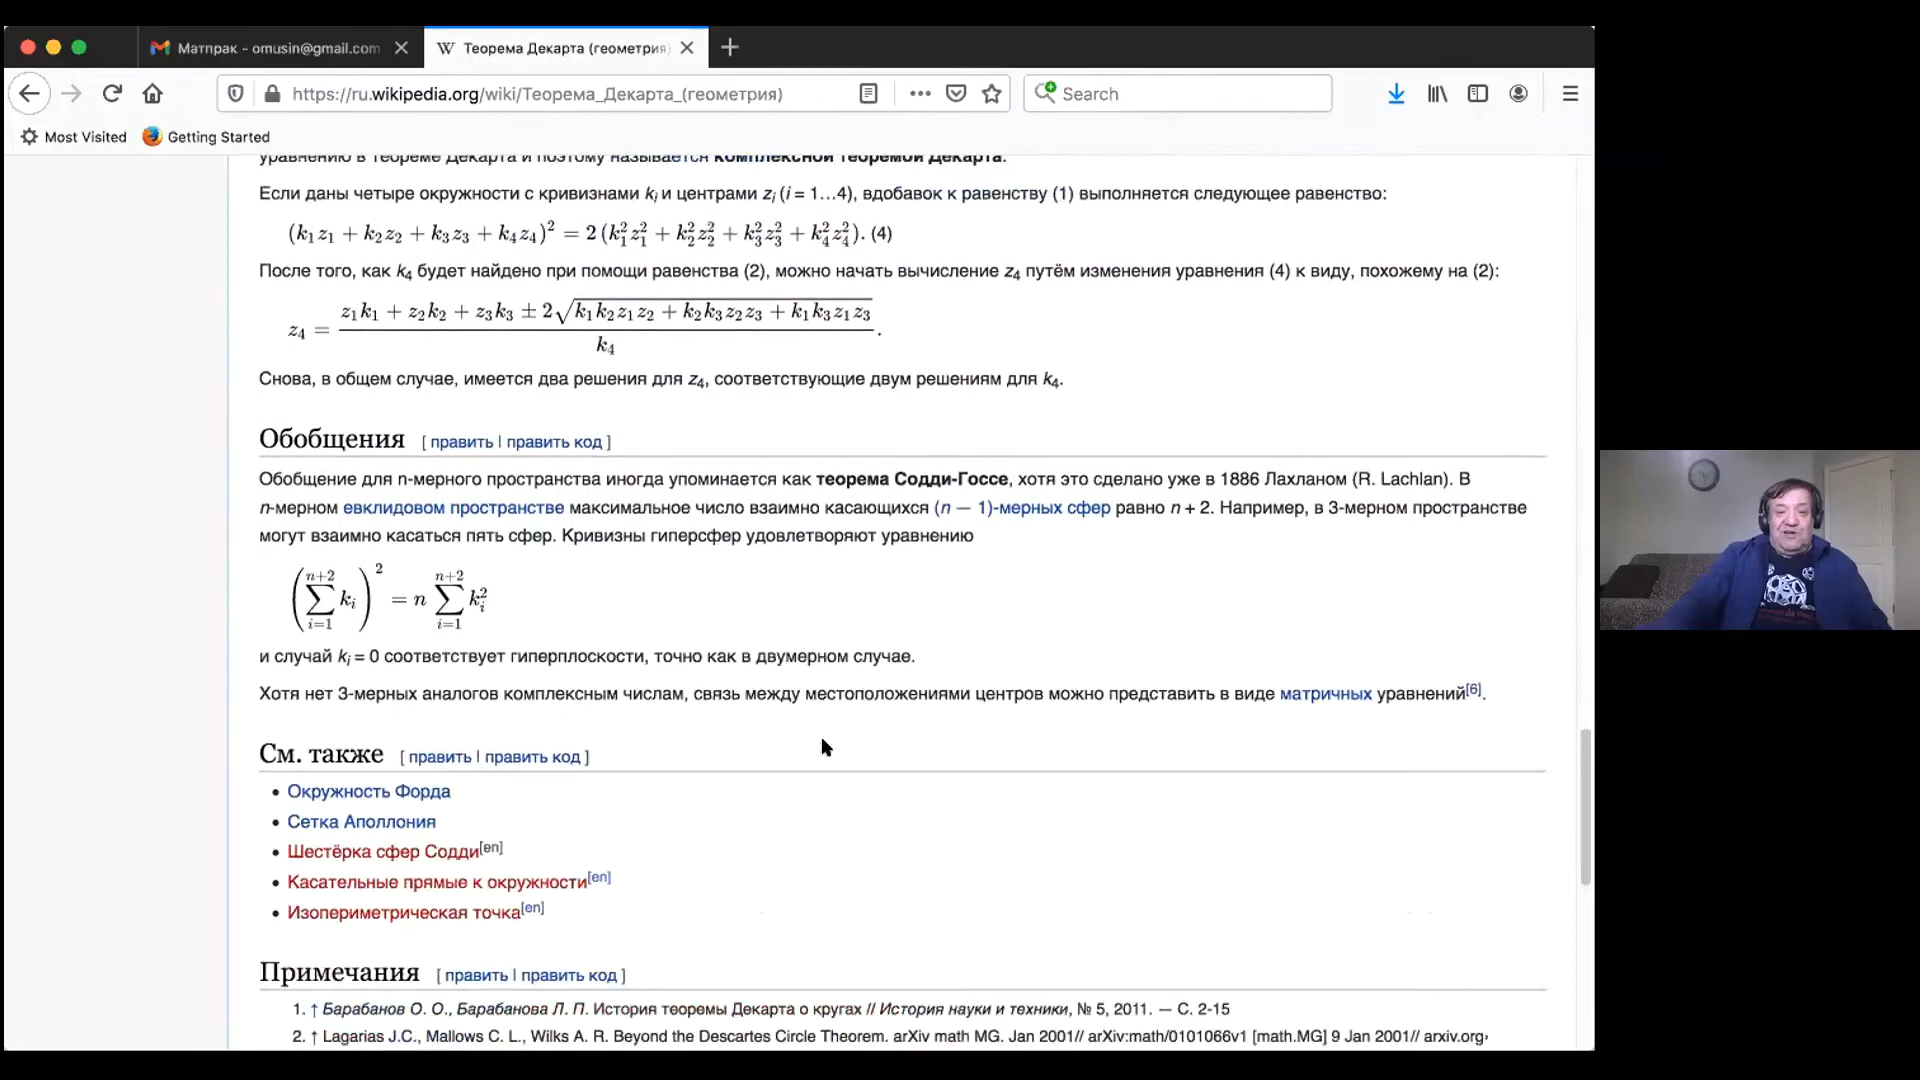 Матпрак - omusin@gmail.com
Теорема Декарта (геометрия)
https://ru.wikipedia.org/wiki/Теорема_Декарта_(геометрия)
Search
Most Visited
Getting Started
уравнению в теореме Декарта и поэтому называется комплексной теоремой Декарта.
Если даны четыре окружности с кривизнами kᵢ и центрами zᵢ (i = 1…4), вдобавок к равенству (1) выполняется следующее равенство:
(k₁z₁ + k₂z₂ + k₃z₃ + k₄z₄)² = 2 (k₁²z₁² + k₂²z₂² + k₃²z₃² + k₄²z₄²). (4)
После того, как k₄ будет найдено при помощи равенства (2), можно начать вычисление z₄ путём изменения уравнения (4) к виду, похожему на (2):
z₄ = (z₁k₁ + z₂k₂ + z₃k₃ ± 2√(k₁k₂z₁z₂ + k₂k₃z₂z₃ + k₁k₃z₁z₃)) / k₄.
Снова, в общем случае, имеется два решения для z₄, соответствующие двум решениям для k₄.
Обобщения [ править | править код ]
Обобщение для n-мерного пространства иногда упоминается как теорема Содди-Госсе, хотя это сделано уже в 1886 Лахланом (R. Lachlan). В
n-мерном евклидовом пространстве максимальное число взаимно касающихся (n — 1)-мерных сфер равно n + 2. Например, в 3-мерном пространстве
могут взаимно касаться пять сфер. Кривизны гиперсфер удовлетворяют уравнению
(∑ᵢ₌₁ⁿ⁺² kᵢ)² = n ∑ᵢ₌₁ⁿ⁺² kᵢ²
и случай kᵢ = 0 соответствует гиперплоскости, точно как в двумерном случае.
Хотя нет 3-мерных аналогов комплексным числам, связь между местоположениями центров можно представить в виде матричных уравнений[6].
См. также [ править | править код ]
• Окружность Форда
• Сетка Аполлония
• Шестёрка сфер Содди[en]
• Касательные прямые к окружности[en]
• Изопериметрическая точка[en]
Примечания [ править | править код ]
1. ↑ Барабанов О. О., Барабанова Л. П. История теоремы Декарта о кругах // История науки и техники, № 5, 2011. — С. 2-15
2. ↑ Lagarias J.C., Mallows C. L., Wilks A. R. Beyond the Descartes Circle Theorem. arXiv math MG. Jan 2001// arXiv:math/0101066v1 [math.MG] 9 Jan 2001// arxiv.org